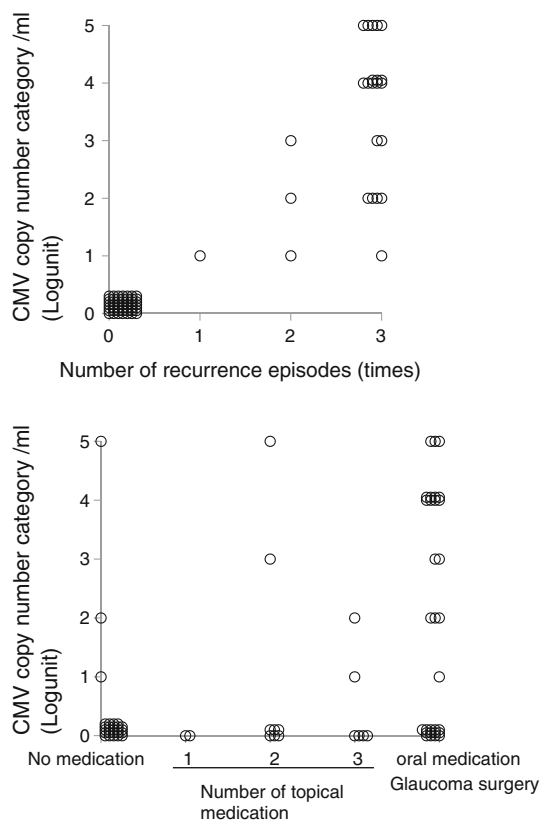 CMV copy number category /ml
(Logunit)
5
4
3
2
1
0
0
1
2
3
Number of recurrence episodes (times)
CMV copy number category /ml
(Logunit)
5
4
3
2
1
0
No medication
1
2
3
oral medication
Glaucoma surgery
Number of topical
medication